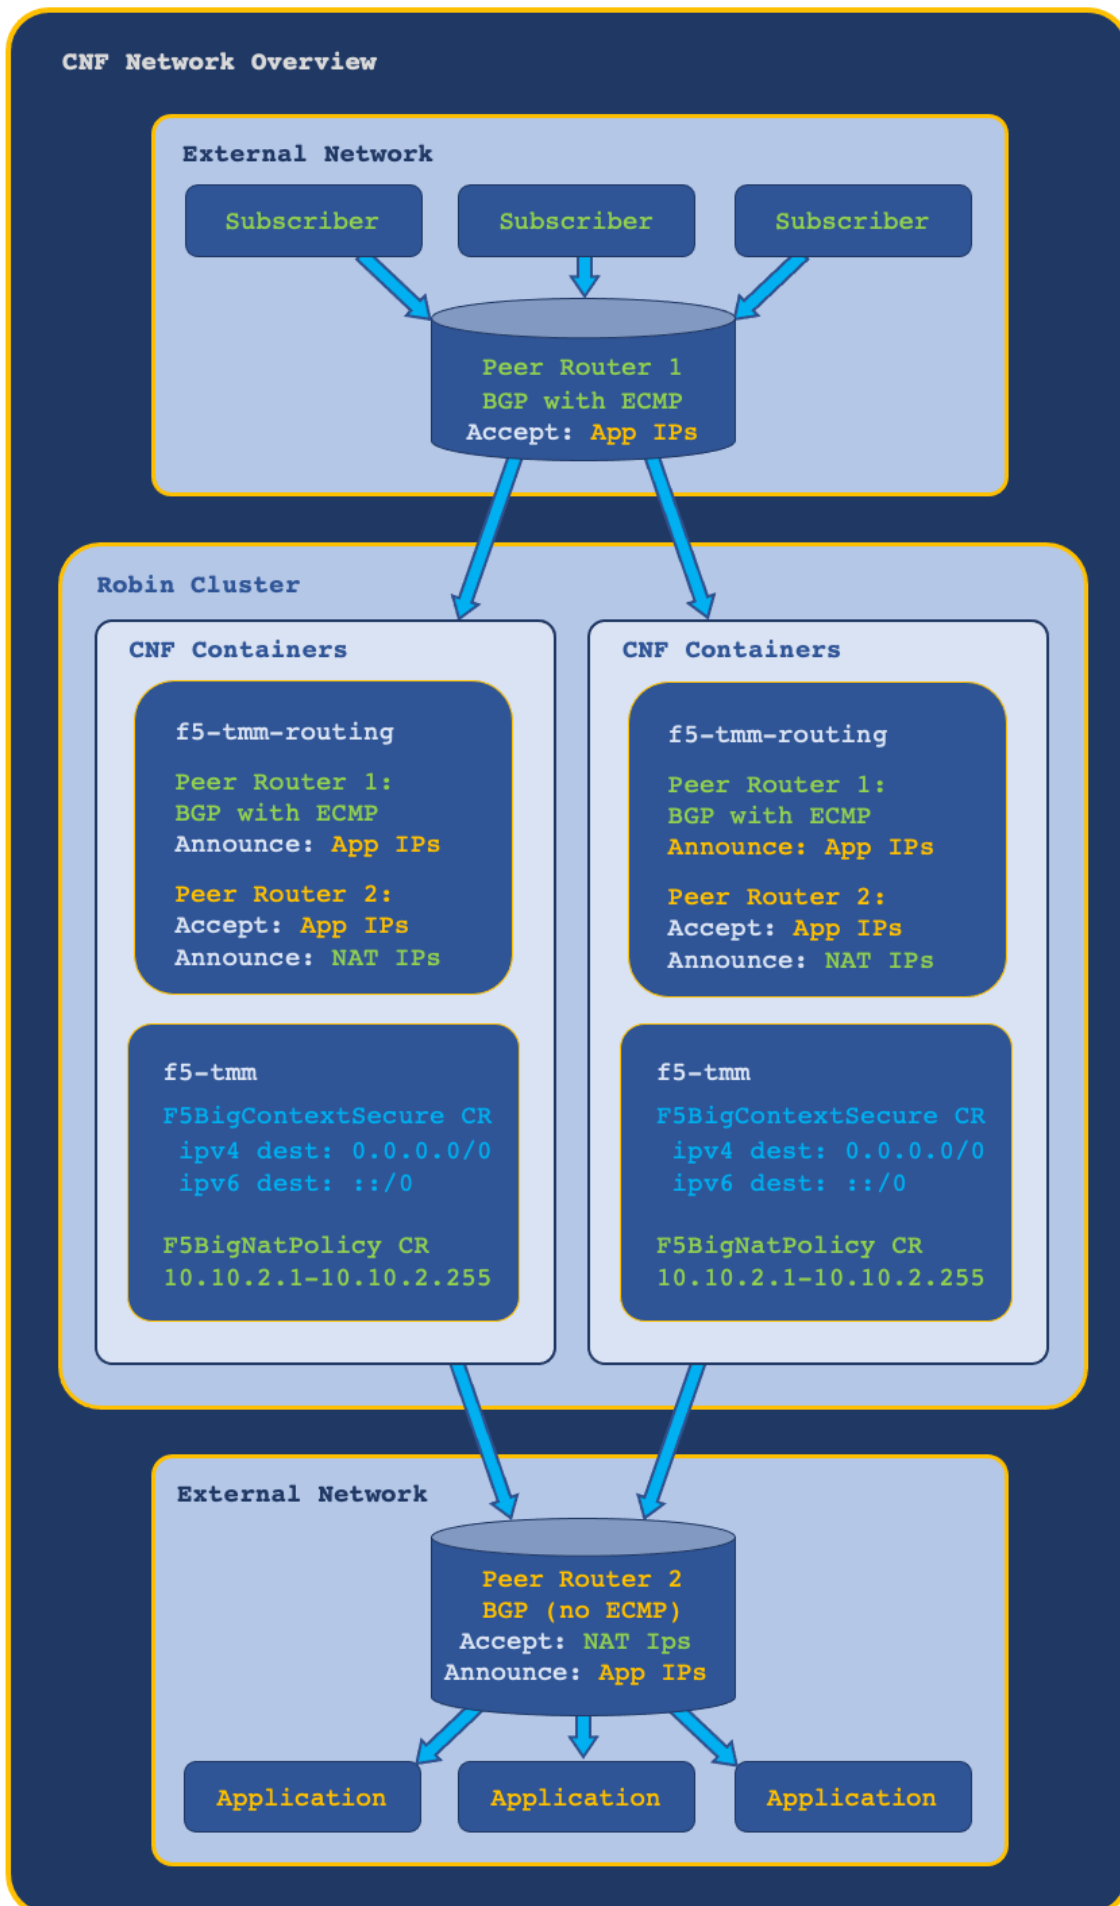 CNF Network Overview
External Network
Subscriber
Subscriber
Subscriber
Peer Router 1
BGP with ECMP
Accept: App IPs
Robin Cluster
CNF Containers
f5-tmm-routing
Peer Router 1:
BGP with ECMP
Announce: App IPs
Peer Router 2:
Accept: App IPs
Announce: NAT IPs
f5-tmm
F5BigContextSecure CR
ipv4 dest: 0.0.0.0/0
ipv6 dest: ::/0
F5BigNatPolicy CR
10.10.2.1-10.10.2.255
CNF Containers
f5-tmm-routing
Peer Router 1:
BGP with ECMP
Announce: App IPs
Peer Router 2:
Accept: App IPs
Announce: NAT IPs
f5-tmm
F5BigContextSecure CR
ipv4 dest: 0.0.0.0/0
ipv6 dest: ::/0
F5BigNatPolicy CR
10.10.2.1-10.10.2.255
External Network
Peer Router 2
BGP (no ECMP)
Accept: NAT Ips
Announce: App IPs
Application
Application
Application